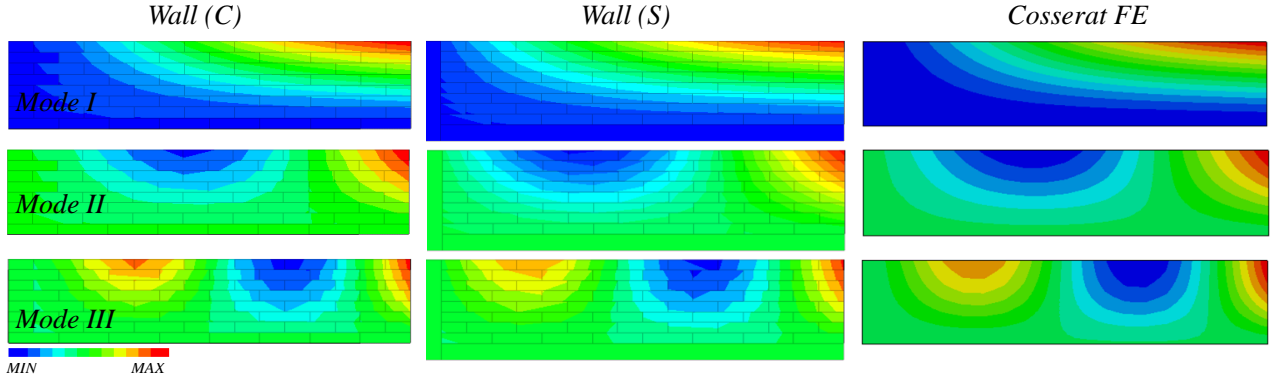 Wall (C)
Wall (S)
Cosserat FE
Mode I
Mode II
Mode III
MIN
MAX